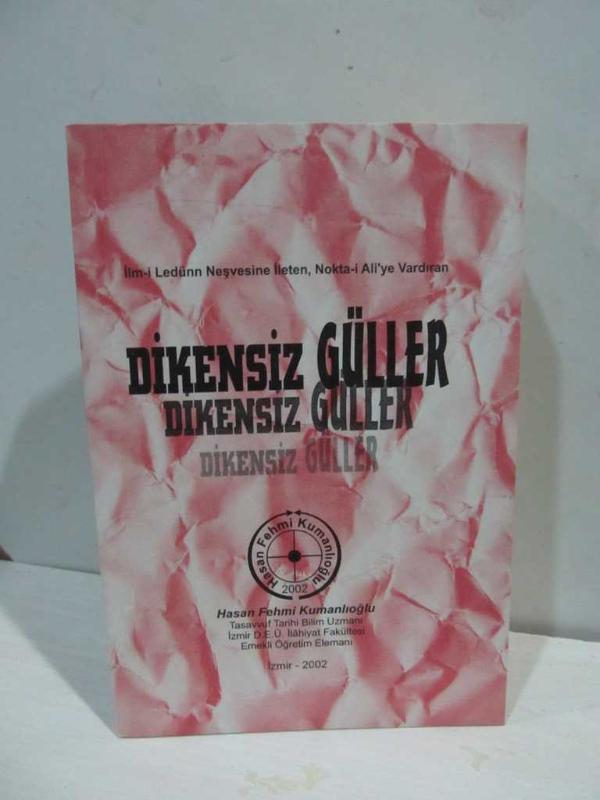 İlm-i Ledünn Neşvesine İleten, Nokta-i Ali'ye Vardıran
DİKENSİZ GÜLLER
DİKENSİZ GÜLLER
DİKENSİZ GÜLLER
Hasan Fehmi Kumanlıoğlu
2002
Hasan Fehmi Kumanlıoğlu
Tasavvuf Tarihi Bilim Uzmanı
İzmir D.E.Ü. İlâhiyat Fakültesi
Emekli Öğretim Elemanı
İzmir - 2002